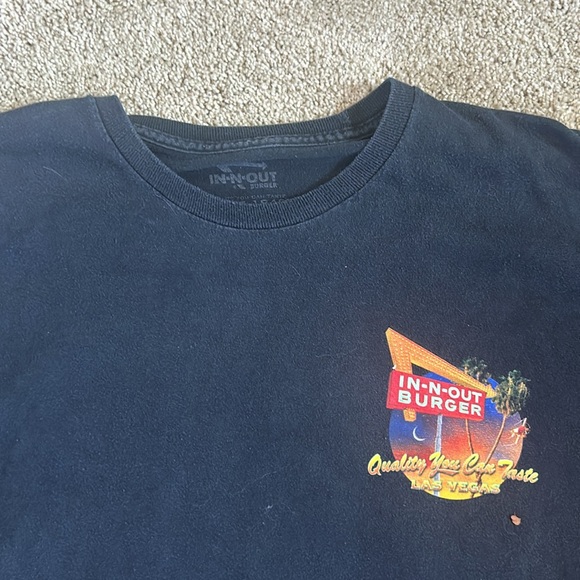 IN-N-OUT
BURGER
IN-N-OUT
BURGER
Quality You Can Taste
LAS VEGAS